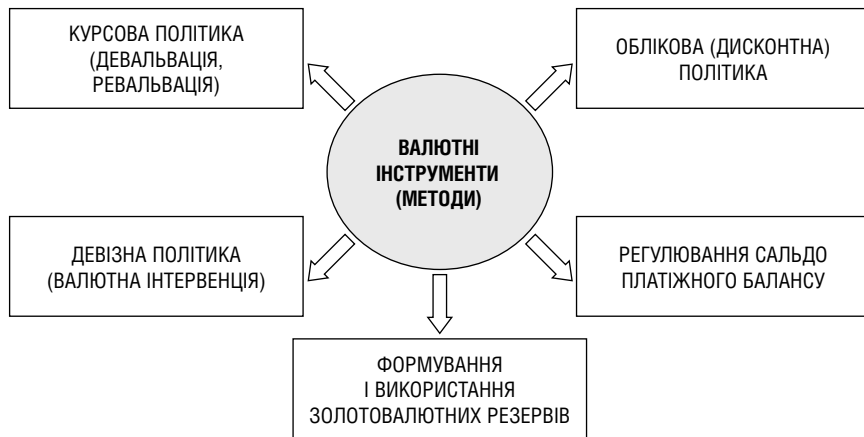 КУРСОВА ПОЛІТИКА
(ДЕВАЛЬВАЦІЯ,
РЕВАЛЬВАЦІЯ)
ОБЛІКОВА (ДИСКОНТНА)
ПОЛІТИКА
ВАЛЮТНІ
ІНСТРУМЕНТИ
(МЕТОДИ)
ДЕВІЗНА ПОЛІТИКА
(ВАЛЮТНА ІНТЕРВЕНЦІЯ)
РЕГУЛЮВАННЯ САЛЬДО
ПЛАТІЖНОГО БАЛАНСУ
ФОРМУВАННЯ
І ВИКОРИСТАННЯ
ЗОЛОТОВАЛЮТНИХ РЕЗЕРВІВ